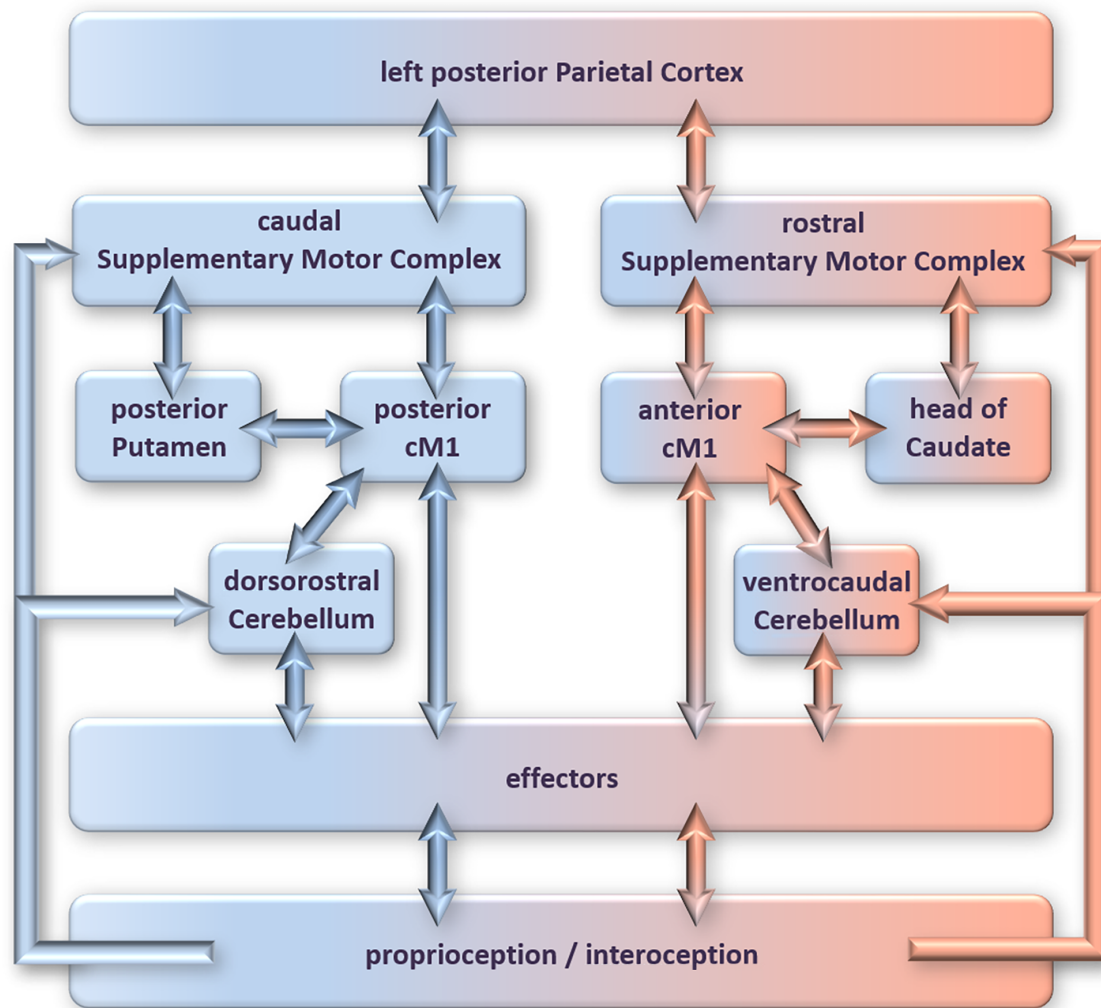 left posterior Parietal Cortex
caudal
Supplementary Motor Complex
rostral
Supplementary Motor Complex
posterior
Putamen
posterior
cM1
anterior
cM1
head of
Caudate
dorsorostral
Cerebellum
ventrocaudal
Cerebellum
effectors
proprioception / interoception